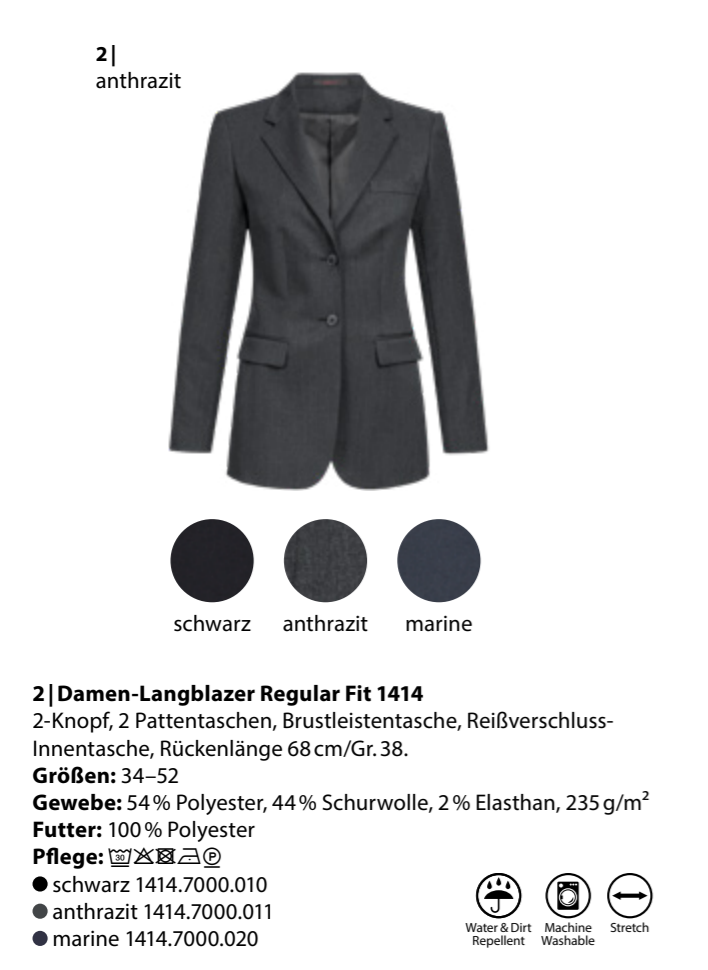 2|
anthrazit
schwarz anthrazit marine
2|Damen-Langblazer Regular Fit 1414
2-Knopf, 2 Pattentaschen, Brustleistentasche, Reißverschluss-
Innentasche, Rückenlänge 68 cm/Gr. 38.
Größen: 34–52
Gewebe: 54 % Polyester, 44 % Schurwolle, 2 % Elasthan, 235 g/m²
Futter: 100 % Polyester
Pflege: 30 P
schwarz 1414.7000.010
anthrazit 1414.7000.011
marine 1414.7000.020
Water & Dirt
Repellent
Machine
Washable
Stretch